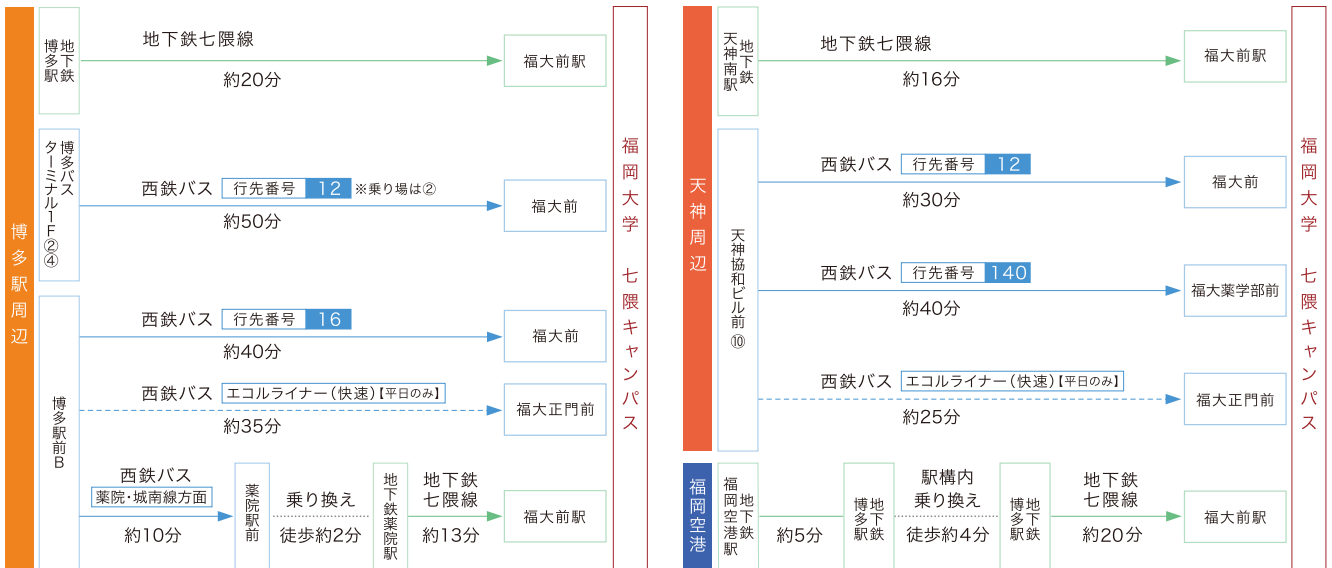 博多駅周辺
地下鉄
博多駅
地下鉄七隈線
約20分
福大前駅
博多バス
ターミナル1F②④
西鉄バス 行先番号 12 ※乗り場は②
約50分
福大前
博多駅前B
西鉄バス 行先番号 16
約40分
福大前
西鉄バス エコルライナー(快速)【平日のみ】
約35分
福大正門前
西鉄バス
薬院・城南線方面
約10分
薬院駅前
乗り換え
徒歩約2分
地下鉄薬院駅
地下鉄
七隈線
約13分
福大前駅
福岡大学 七隈キャンパス
天神周辺
地下鉄
天神南駅
地下鉄七隈線
約16分
福大前駅
天神協和ビル前⑩
西鉄バス 行先番号 12
約30分
福大前
西鉄バス 行先番号 140
約40分
福大薬学部前
西鉄バス エコルライナー(快速)【平日のみ】
約25分
福大正門前
福岡空港
地下鉄
福岡空港駅
約5分
地下鉄
博多駅
駅構内
乗り換え
徒歩約4分
地下鉄
博多駅
地下鉄
七隈線
約20分
福大前駅
福岡大学 七隈キャンパス